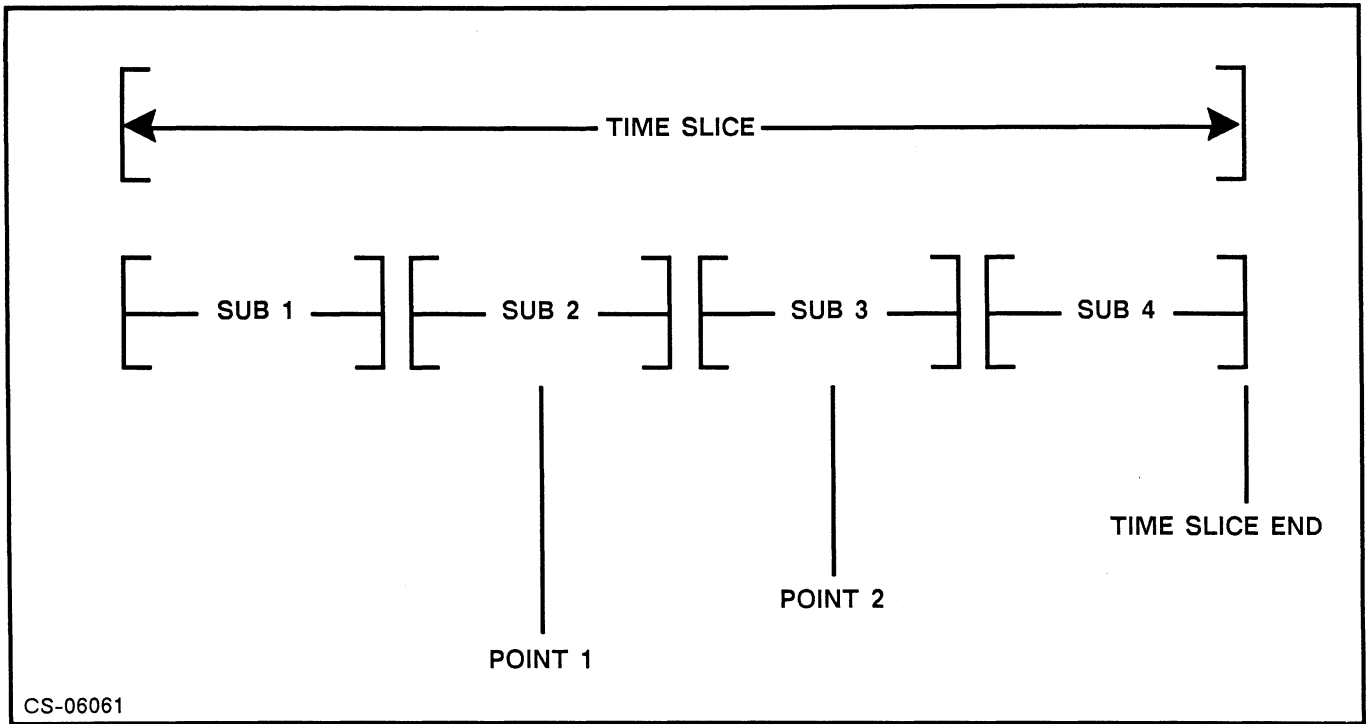 TIME SLICE
SUB 1
SUB 2
SUB 3
SUB 4
TIME SLICE END
POINT 2
POINT 1
CS-06061